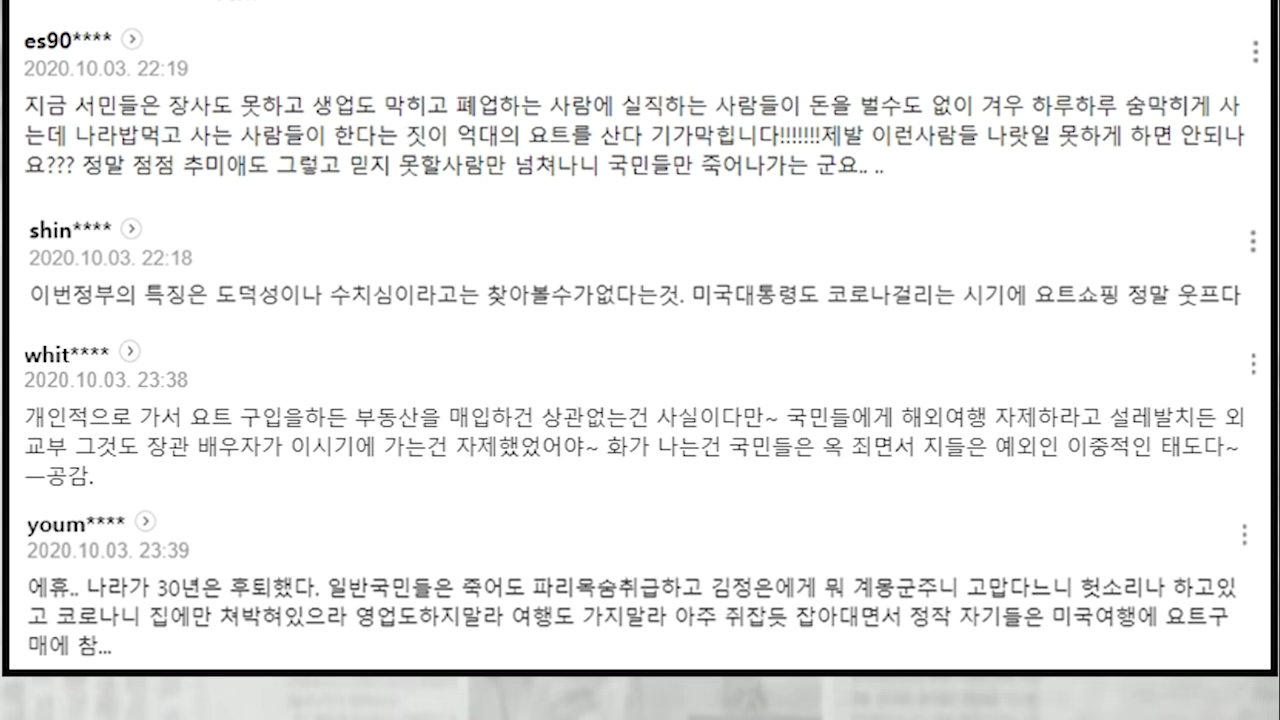 es90****
2020.10.03. 22:19
지금 서민들은 장사도 못하고 생업도 막히고 폐업하는 사람에 실직하는 사람들이 돈을 벌수도 없이 겨우 하루하루 숨막히게 사
는데 나라밥먹고 사는 사람들이 한다는 짓이 억대의 요트를 산다 기가막힙니다!!!!!!!제발 이런사람들 나랏일 못하게 하면 안되나
요??? 정말 점점 추미애도 그렇고 믿지 못할사람만 넘쳐나니 국민들만 죽어나가는 군요.. ..
shin****
2020.10.03. 22:18
이번정부의 특징은 도덕성이나 수치심이라고는 찾아볼수가없다는것. 미국대통령도 코로나걸리는 시기에 요트쇼핑 정말 웃프다
whit****
2020.10.03. 23:38
개인적으로 가서 요트 구입을하든 부동산을 매입하건 상관없는건 사실이다만~ 국민들에게 해외여행 자제하라고 설레발치든 외
교부 그것도 장관 배우자가 이시기에 가는건 자제했었어야~ 화가 나는건 국민들은 옥 죄면서 지들은 예외인 이중적인 태도다~
ㅡ공감.
youm****
2020.10.03. 23:39
에휴.. 나라가 30년은 후퇴했다. 일반국민들은 죽어도 파리목숨취급하고 김정은에게 뭐 계몽군주니 고맙다느니 헛소리나 하고있
고 코로나니 집에만 쳐박혀있으라 영업도하지말라 여행도 가지말라 아주 쥐잡듯 잡아대면서 정작 자기들은 미국여행에 요트구
매에 참...